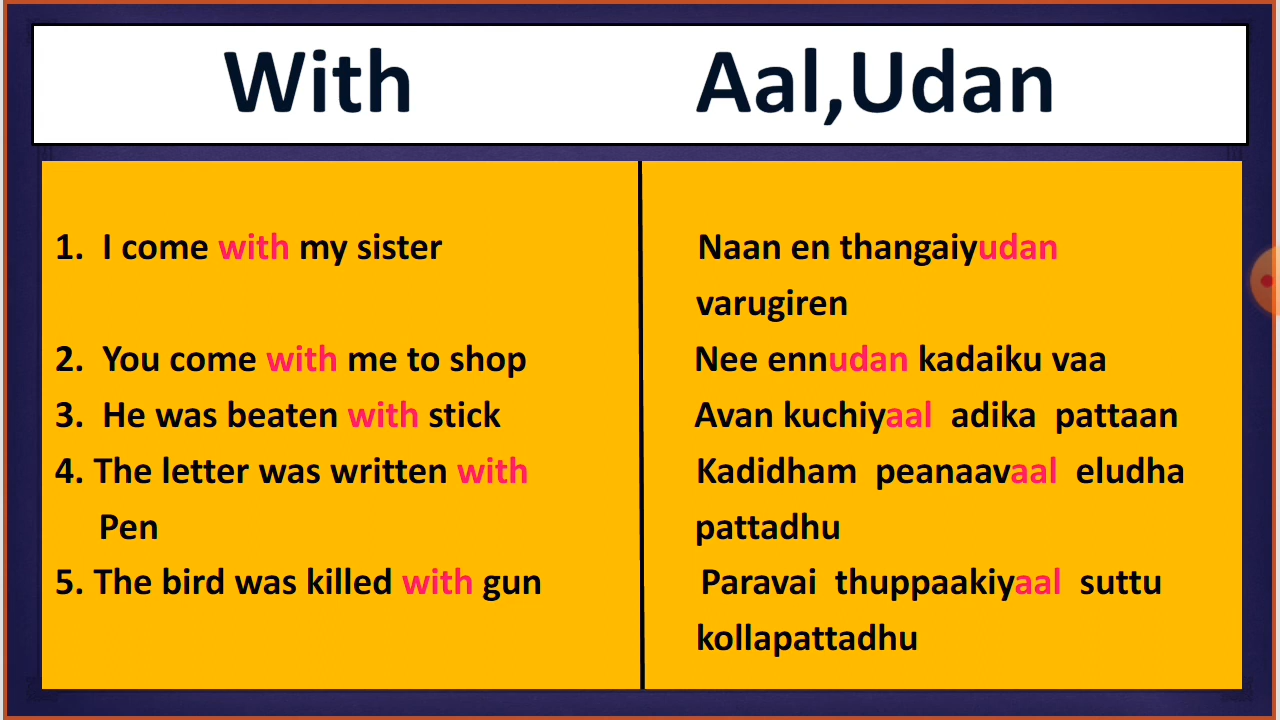 With Aal,Udan
1. I come with my sister Naan en thangaiyudan
varugiren
2. You come with me to shop Nee ennudan kadaiku vaa
3. He was beaten with stick Avan kuchiyaal adika pattaan
4. The letter was written with Kadidham peanaavaal eludha
Pen pattadhu
5. The bird was killed with gun Paravai thuppaakiyaal suttu
kollapattadhu